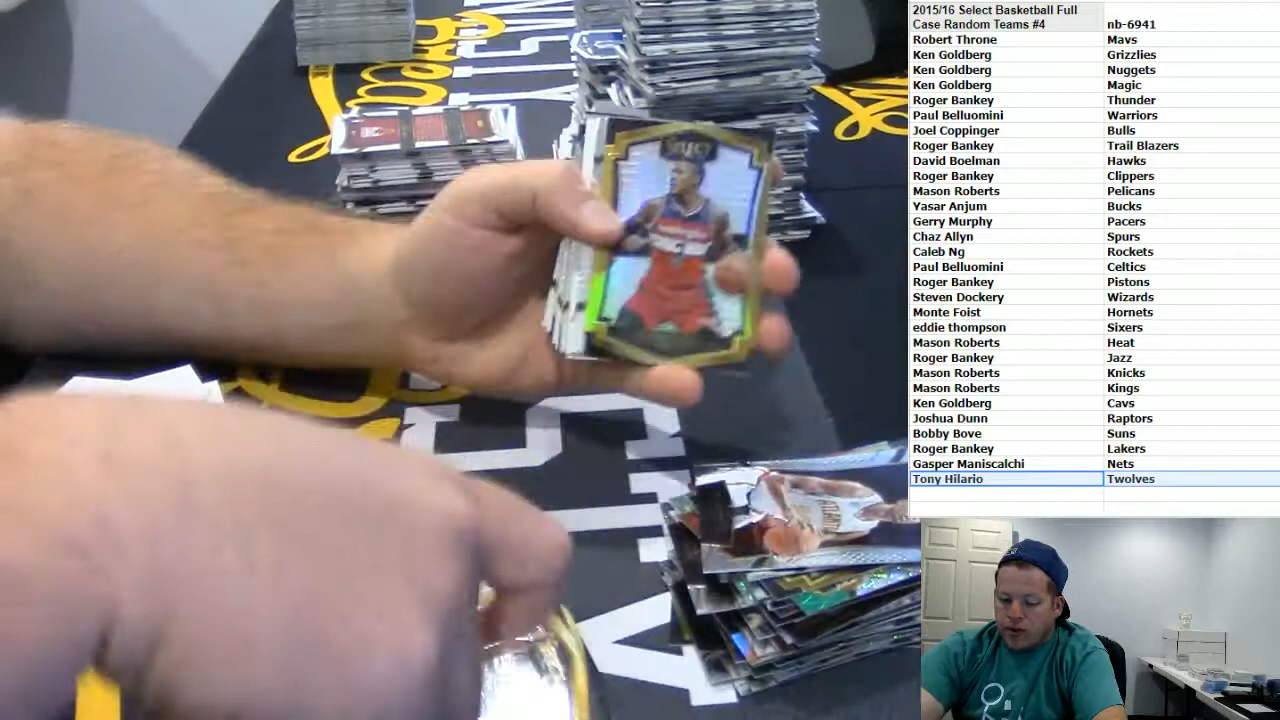 2015/16 Select Basketball Full
Case Random Teams #4 nb-6941
Robert Throne Mavs
Ken Goldberg Grizzlies
Ken Goldberg Nuggets
Ken Goldberg Magic
Roger Bankey Thunder
Paul Belluomini Warriors
Joel Coppinger Bulls
Roger Bankey Trail Blazers
David Boelman Hawks
Roger Bankey Clippers
Mason Roberts Pelicans
Yasar Anjum Bucks
Gerry Murphy Pacers
Chaz Allyn Spurs
Caleb Ng Rockets
Paul Belluomini Celtics
Roger Bankey Pistons
Steven Dockery Wizards
Monte Foist Hornets
eddie thompson Sixers
Mason Roberts Heat
Roger Bankey Jazz
Mason Roberts Knicks
Mason Roberts Kings
Ken Goldberg Cavs
Joshua Dunn Raptors
Bobby Bove Suns
Roger Bankey Lakers
Gasper Maniscalchi Nets
Tony Hilario Twolves
SELECT